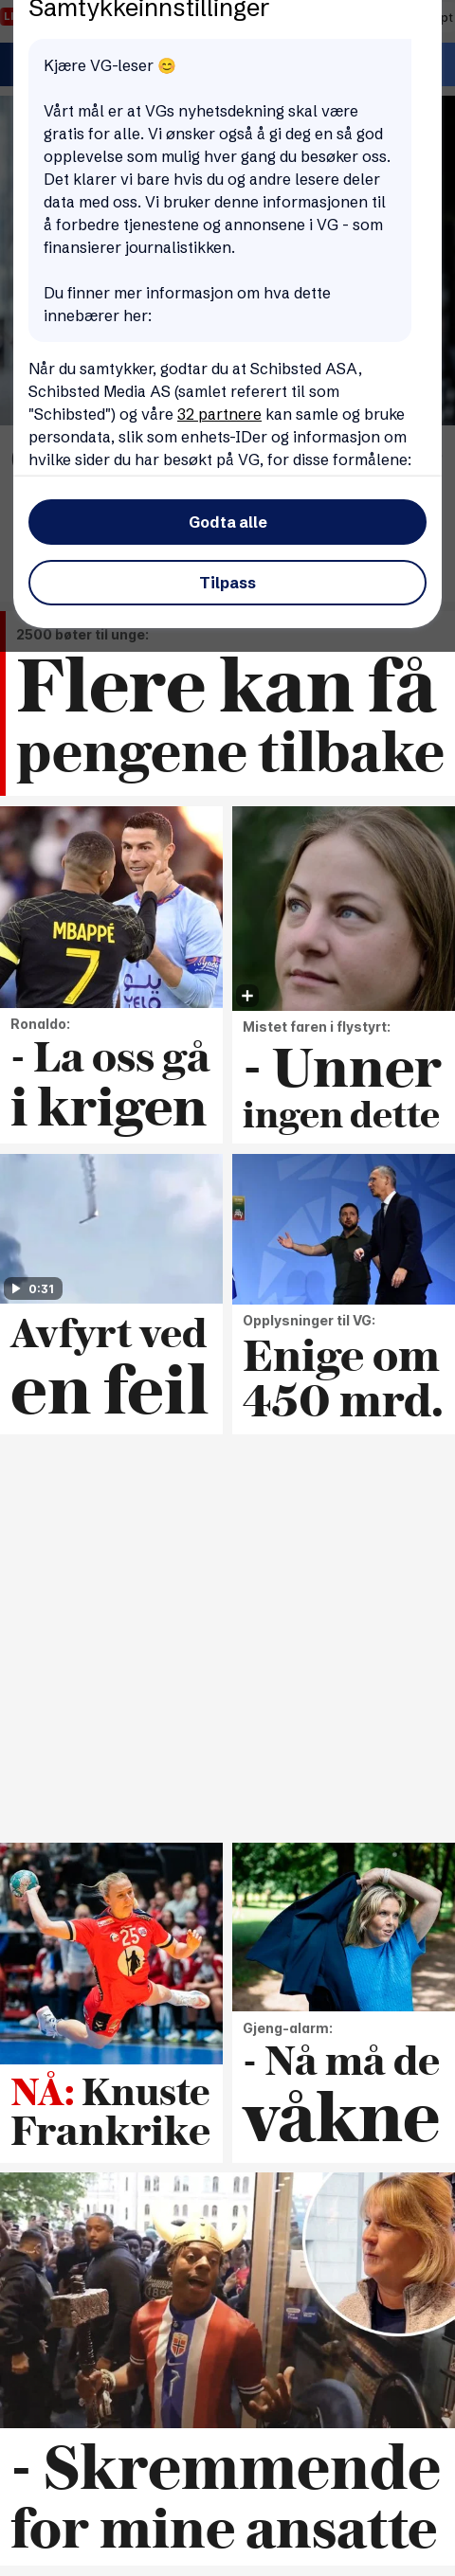 Samtykkeinnstillinger
Kjære VG-leser 😊
Vårt mål er at VGs nyhetsdekning skal være
gratis for alle. Vi ønsker også å gi deg en så god
opplevelse som mulig hver gang du besøker oss.
Det klarer vi bare hvis du og andre lesere deler
data med oss. Vi bruker denne informasjonen til
å forbedre tjenestene og annonsene i VG - som
finansierer journalistikken.
Du finner mer informasjon om hva dette
innebærer her:
Når du samtykker, godtar du at Schibsted ASA,
Schibsted Media AS (samlet referert til som
"Schibsted") og våre 32 partnere kan samle og bruke
persondata, slik som enhets-IDer og informasjon om
hvilke sider du har besøkt på VG, for disse formålene:
Godta alle
Tilpass
2500 bøter til unge:
Flere kan få
pengene tilbake
MBAPPÉ
7
Ronaldo:
- La oss gå
i krigen
Mistet faren i flystyrt:
- Unner
ingen dette
0:31
Avfyrt ved
en feil
Opplysninger til VG:
Enige om
450 mrd.
25
NÅ: Knuste
Frankrike
Gjeng-alarm:
- Nå må de
våkne
7
- Skremmende
for mine ansatte